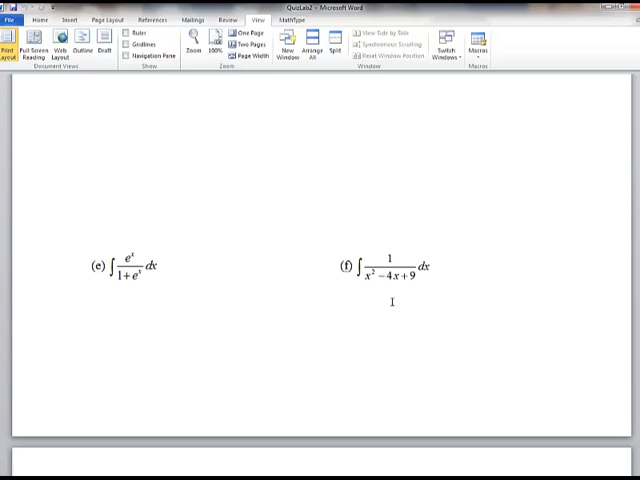 QuizLab2 - Microsoft Word
File Home Insert Page Layout References Mailings Review View MathType
Print Layout Full Screen Reading Web Layout Outline Draft
Ruler
Gridlines
Navigation Pane
Zoom 100%
One Page
Two Pages
Page Width
New Window Arrange All Split
View Side by Side
Synchronous Scrolling
Reset Window Position
Switch Windows Macros
Document Views Show Zoom Window Macros
(e) ∫ e^x / (1 + e^x) dx
(f) ∫ 1 / (x² − 4x + 9) dx